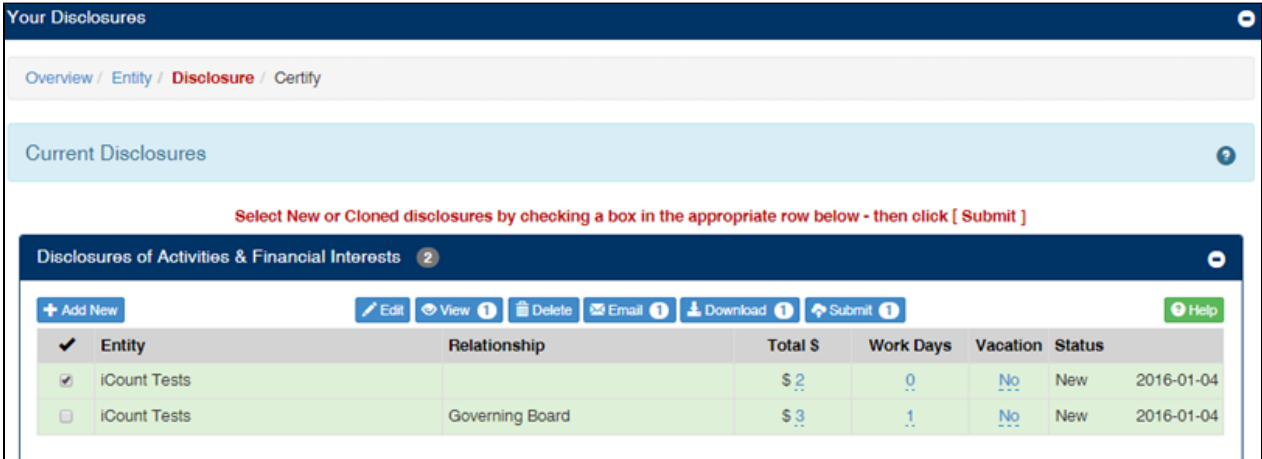 Your Disclosures
Overview / Entity / Disclosure / Certify
Current Disclosures
Select New or Cloned disclosures by checking a box in the appropriate row below - then click [ Submit ]
Disclosures of Activities & Financial Interests 2
Add New Edit View 1 Delete Email 1 Download 1 Submit 1 Help
Entity Relationship Total $ Work Days Vacation Status
iCount Tests $ 2 0 No New 2016-01-04
iCount Tests Governing Board $ 3 1 No New 2016-01-04